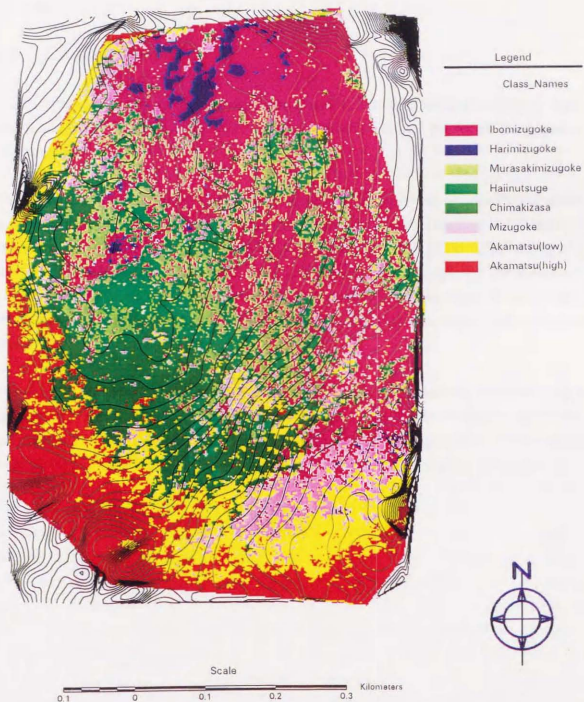 Legend
Class_Names
Ibomizugoke
Harimizugoke
Murasakimizugoke
Haiinutsuge
Chimakizasa
Mizugoke
Akamatsu(low)
Akamatsu(high)
N
Scale
Kilometers
0.1 0 0.1 0.2 0.3